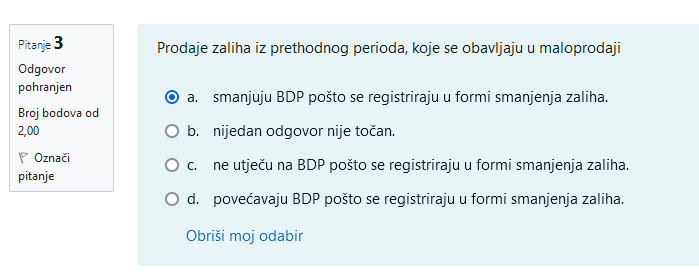 Pitanje 3
Odgovor
pohranjen
Broj bodova od
2,00
Označi
pitanje
Prodaje zaliha iz prethodnog perioda, koje se obavljaju u maloprodaji
a. smanjuju BDP pošto se registriraju u formi smanjenja zaliha.
b. nijedan odgovor nije točan.
c. ne utječu na BDP pošto se registriraju u formi smanjenja zaliha.
d. povećavaju BDP pošto se registriraju u formi smanjenja zaliha.
Obriši moj odabir